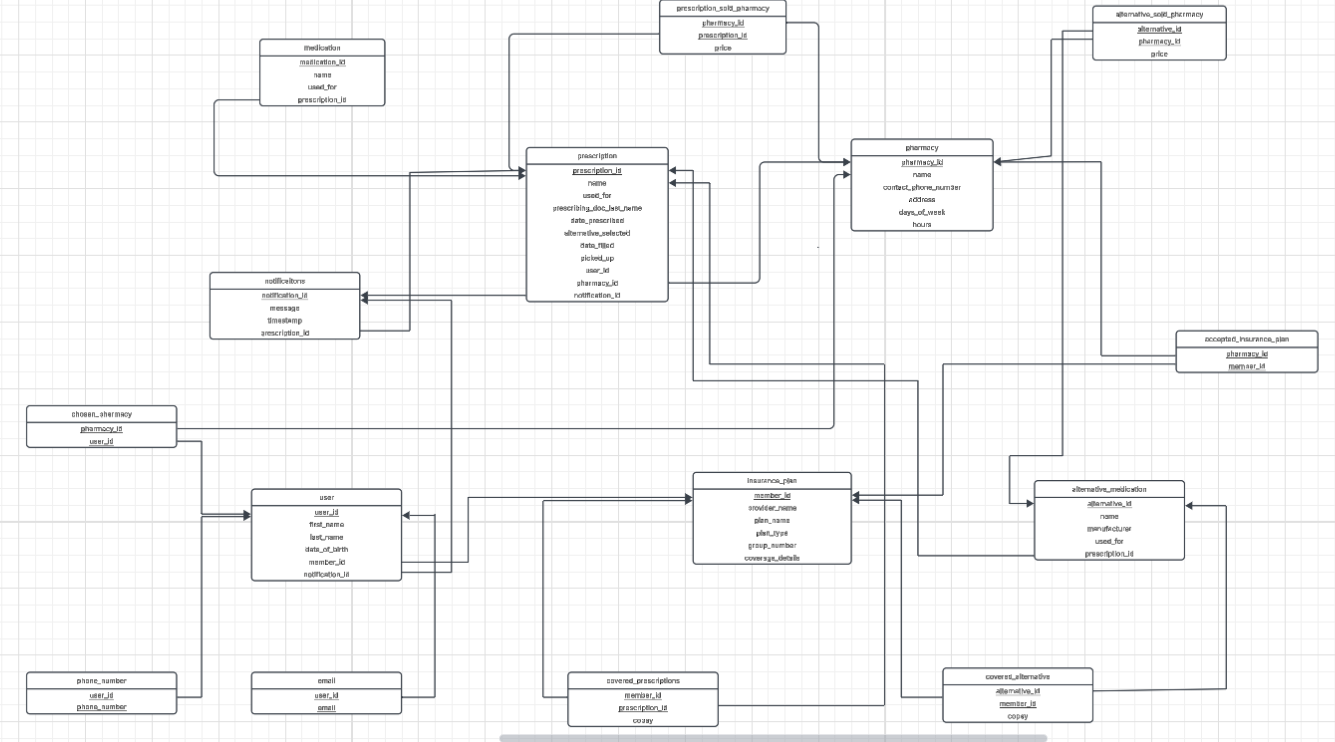 prescription_sold_pharmacy
pharmacy_id
prescription_id
price
alternative_sold_pharmacy
alternative_id
pharmacy_id
price
medication
medication_id
name
used_for
prescription_id
prescription
prescription_id
name
used_for
prescribing_doc_last_name
date_prescribed
alternative_selected
date_filled
picked_up
user_id
pharmacy_id
notification_id
pharmacy
pharmacy_id
name
contact_phone_number
address
days_of_week
hours
notifications
notification_id
message
timestamp
prescription_id
accepted_insurance_plan
pharmacy_id
member_id
chosen_pharmacy
pharmacy_id
user_id
user
user_id
first_name
last_name
date_of_birth
member_id
notification_id
insurance_plan
member_id
provider_name
plan_name
plan_type
group_number
coverage_details
alternative_medication
alternative_id
name
manufacturer
used_for
prescription_id
phone_number
user_id
phone_number
email
user_id
email
covered_prescriptions
member_id
prescription_id
copay
covered_alternative
alternative_id
member_id
copay